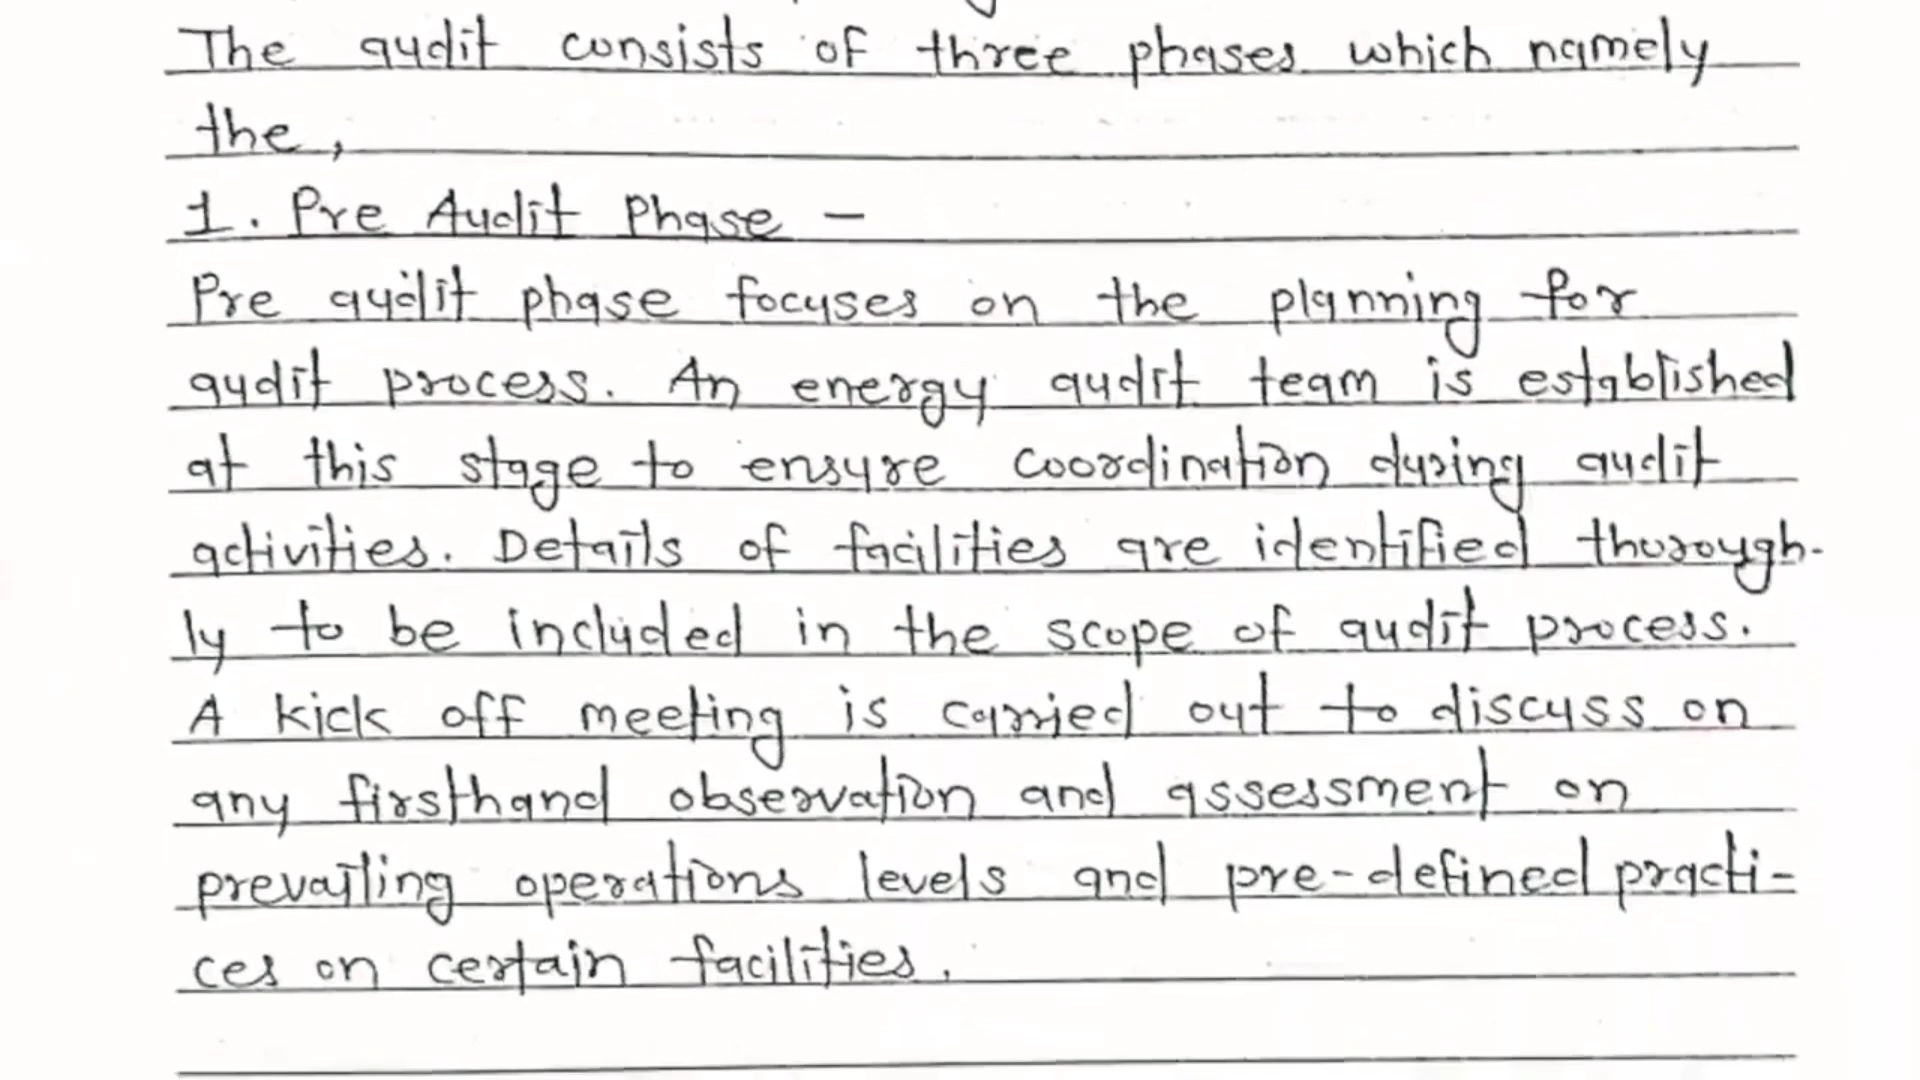 The audit consists of three phases which namely
the,
1. Pre Audit Phase -
Pre audit phase focuses on the planning for
audit process. An energy audit team is established
at this stage to ensure coordination during audit
activities. Details of facilities are identified thorough-
ly to be included in the scope of audit process.
A kick off meeting is carried out to discuss on
any firsthand observation and assessment on
prevailing operations levels and pre-defined practi-
ces on certain facilities.